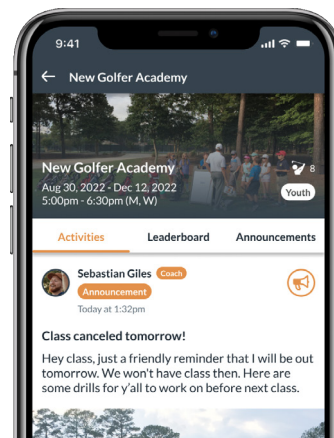 9:41
New Golfer Academy
New Golfer Academy
8
Aug 30, 2022 - Dec 12, 2022
5:00pm - 6:30pm (M, W)
Youth
Activities Leaderboard Announcements
Sebastian Giles Coach
Announcement
Today at 1:32pm
Class canceled tomorrow!
Hey class, just a friendly reminder that I will be out
tomorrow. We won't have class then. Here are
some drills for y'all to work on before next class.